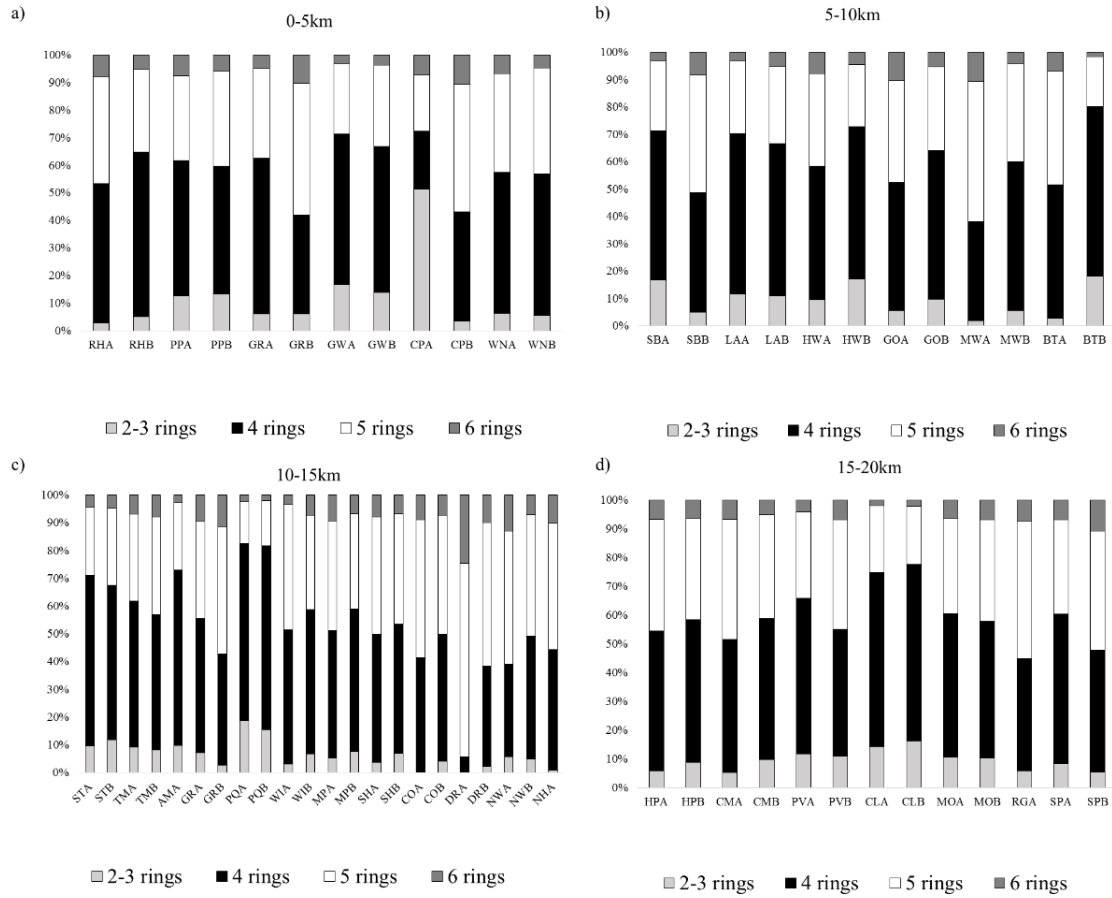 a)
0-5km
100%
90%
80%
70%
60%
50%
40%
30%
20%
10%
0%
RHA RHB PPA PPB GRA GRB GWA GWB CPA CPB WNA WNB
2-3 rings 4 rings 5 rings 6 rings
b)
5-10km
100%
90%
80%
70%
60%
50%
40%
30%
20%
10%
0%
SBA SBB LAA LAB HWA HWB GOA GOB MWA MWB BTA BTB
2-3 rings 4 rings 5 rings 6 rings
c)
10-15km
100%
90%
80%
70%
60%
50%
40%
30%
20%
10%
0%
STA STB TMA TMB AMA GRA GRB PQA PQB WIA WIB MPA MPB SHA SHB COA COB DRA DRB NWA NWB NHA
2-3 rings 4 rings 5 rings 6 rings
d)
15-20km
100%
90%
80%
70%
60%
50%
40%
30%
20%
10%
0%
HPA HPB CMA CMB PVA PVB CLA CLB MOA MOB RGA SPA SPB
2-3 rings 4 rings 5 rings 6 rings